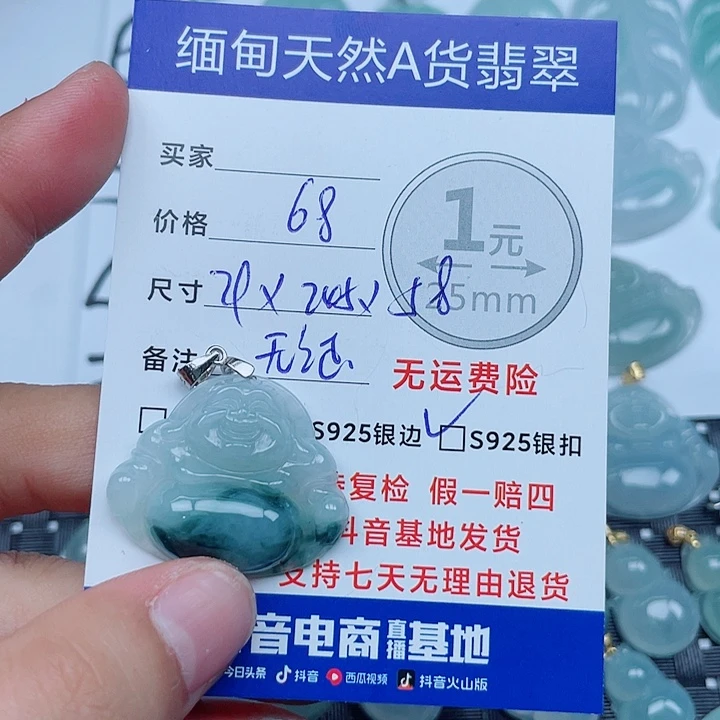 缅甸天然A货翡翠
买家
价格 68
1元
25mm
尺寸
备注 无纹
无运费险
S925银边 S925银扣
复检 假一赔四
抖音基地发货
支持七天无理由退货
音电商直播基地
今日头条 抖音 西瓜视频 抖音火山版